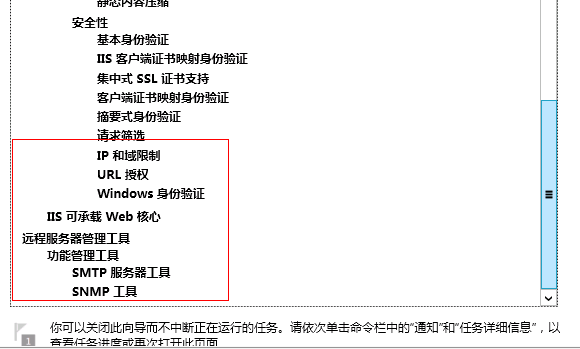 静态内容压缩
安全性
基本身份验证
IIS 客户端证书映射身份验证
集中式 SSL 证书支持
客户端证书映射身份验证
摘要式身份验证
请求筛选
IP 和域限制
URL 授权
Windows 身份验证
IIS 可承载 Web 核心
远程服务器管理工具
功能管理工具
SMTP 服务器工具
SNMP 工具
1
你可以关闭此向导而不中断正在运行的任务。请依次单击命令栏中的"通知"和"任务详细信息"，以
查看任务进度或再次打开此页面